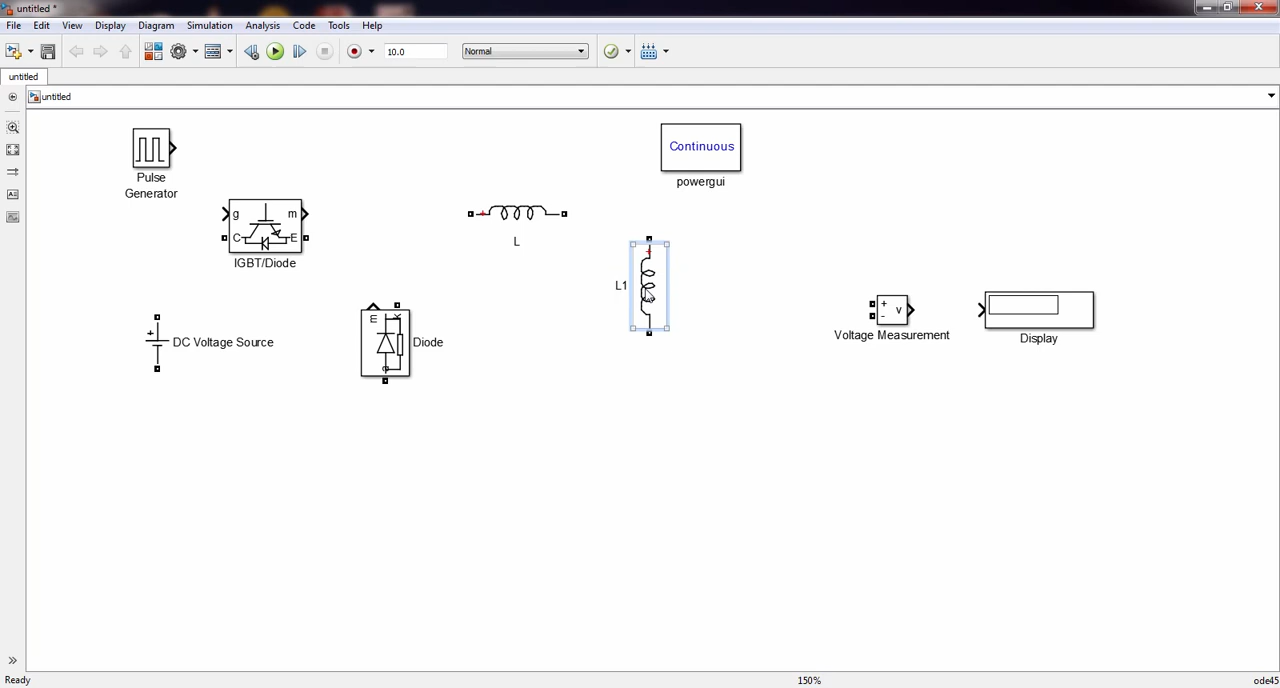 untitled *
File Edit View Display Diagram Simulation Analysis Code Tools Help
10.0 Normal
untitled
untitled
Pulse
Generator
Continuous
powergui
g m
C E
IGBT/Diode
+
L
+
L1
+
DC Voltage Source
m k
a
Diode
+
-
v
Voltage Measurement
Display
Ready 150% ode45